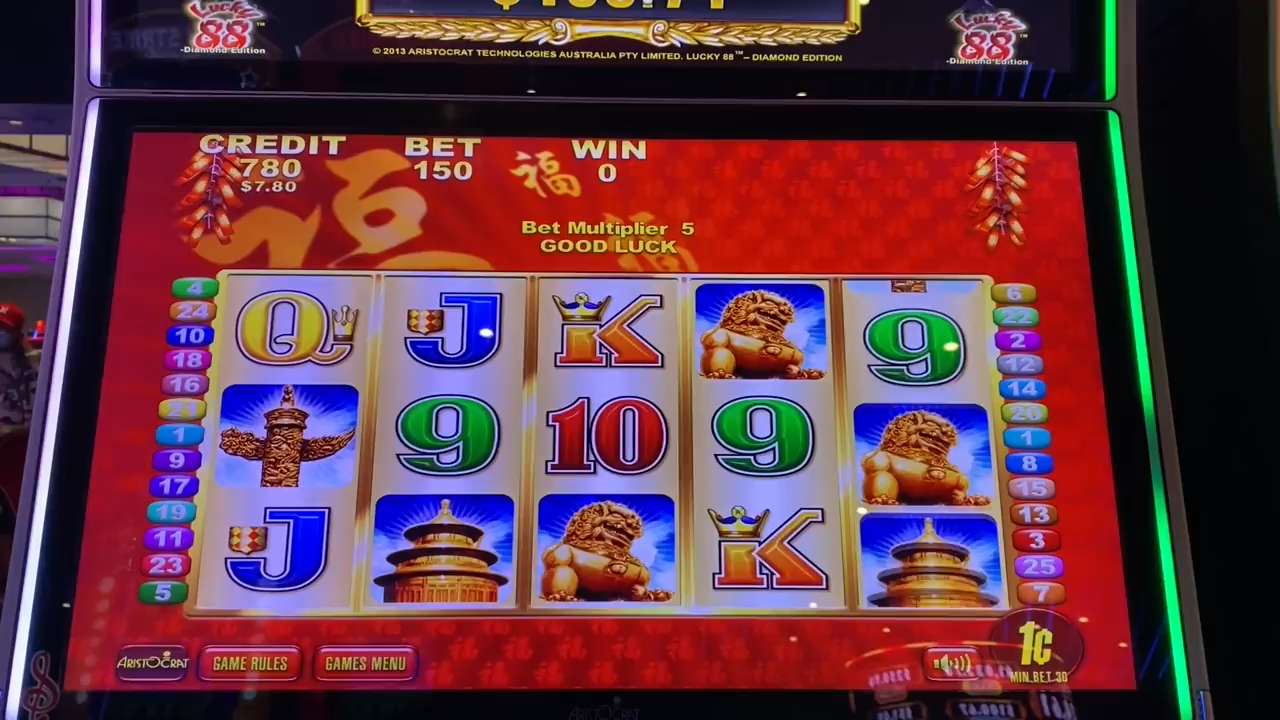 Lucky
88™
-Diamond Edition
Lucky
88™
-Diamond Edition
© 2013 ARISTOCRAT TECHNOLOGIES AUSTRALIA PTY LIMITED. LUCKY 88™– DIAMOND EDITION
CREDIT BET WIN
780 150 0
$7.80
福
Bet Multiplier 5
GOOD LUCK
4 Q J K 9 6
24 22
10 2
18 12
16 14
21 9 10 9 20
1 1
9 8
17 15
19 J K 13
11 3
23 25
5 7
ARISTOCRAT GAME RULES GAMES MENU
1¢
MIN BET 30
ARISTOCRAT